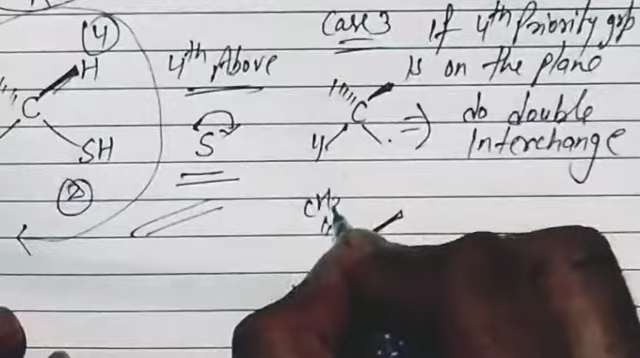 Case 3 If 4th Priority grp
is on the plane
④
H
4th Above
C
C
do double
Interchange
SH
S
4
②
CH3